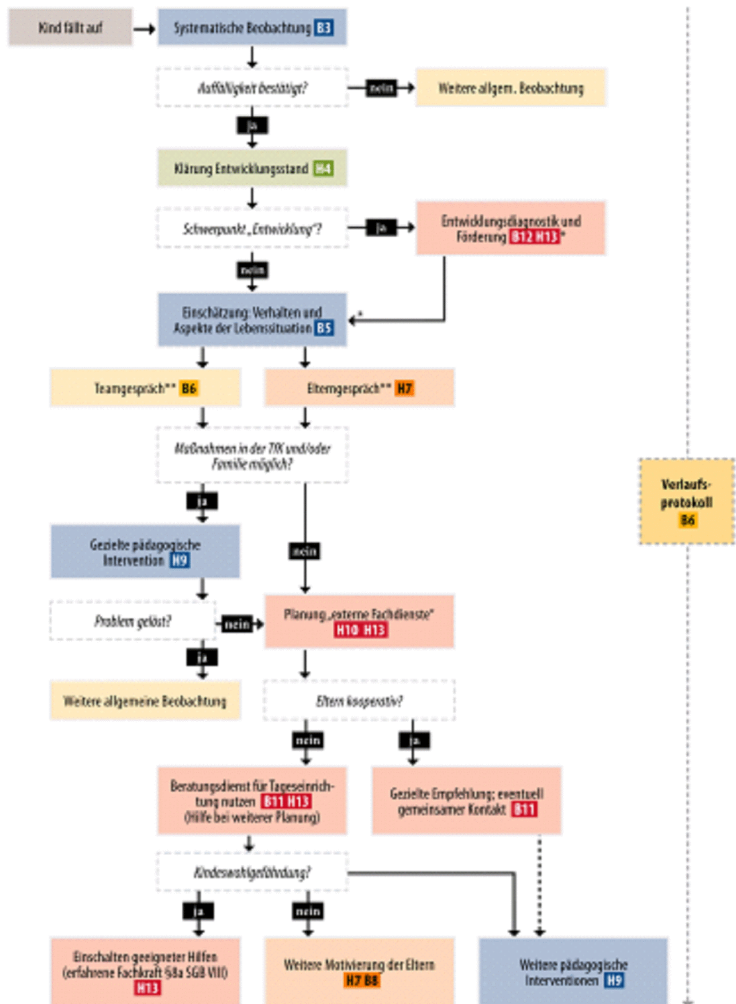 Kind fällt auf
Systematische Beobachtung B3
Auffälligkeit bestätigt?
nein
Weitere allgem. Beobachtung
ja
Klärung Entwicklungsstand H4
Schwerpunkt „Entwicklung“?
ja
Entwicklungsdiagnostik und
Förderung B12 H13*
nein
Einschätzung: Verhalten und
Aspekte der Lebenssituation B5
*
Teamgespräch** B6
Elterngespräch** H7
Maßnahmen in der TfK und/oder
Familie möglich?
ja
Verlaufs-
protokoll
B6
Gezielte pädagogische
Intervention H9
nein
Problem gelöst?
nein
Planung „externe Fachdienste“
H10 H13
ja
Weitere allgemeine Beobachtung
Eltern kooperativ?
nein
ja
Beratungsdienst für Tageseinrich-
tung nutzen B11 H13
(Hilfe bei weiterer Planung)
Gezielte Empfehlung; eventuell
gemeinsamer Kontakt B11
Kindeswohlgefährdung?
ja
nein
Einschalten geeigneter Hilfen
(erfahrene Fachkraft §8a SGB VIII)
H13
Weitere Motivierung der Eltern
H7 B8
Weitere pädagogische
Interventionen H9